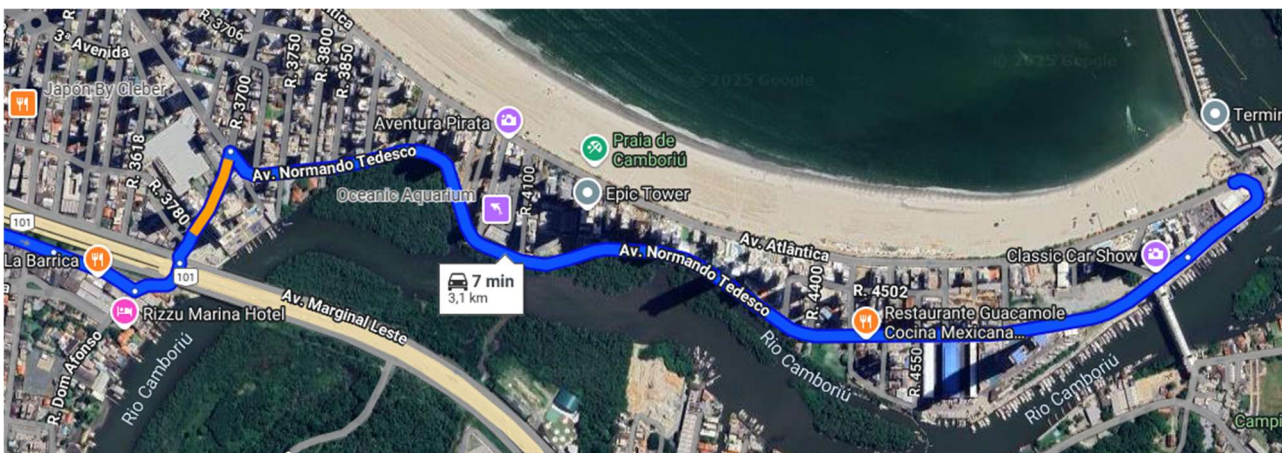 ântica
R. 3706
3ª Avenida
R. 3750
R. 3800
R. 3850
Japon By Cleber
R. 3700
© 2025 Google
© 2025 Google
Aventura Pirata
Praia de
Camboriú
Termin
R. 3618
Av. Normando Tedesco
R. 3780
Oceanic Aquarium
R. 4100
Epic Tower
101
La Barrica
101
Av. Atlântica
Av. Normando Tedesco
Classic Car Show
7 min
3,1 km
Av. Marginal Leste
R. 4400
R. 4502
Rizzu Marina Hotel
Restaurante Guacamole
Cocina Mexicana...
R. Dom Afonso
Rio Camboriú
Rio Camboriú
R. 4550
Rio Camboriú
Campi